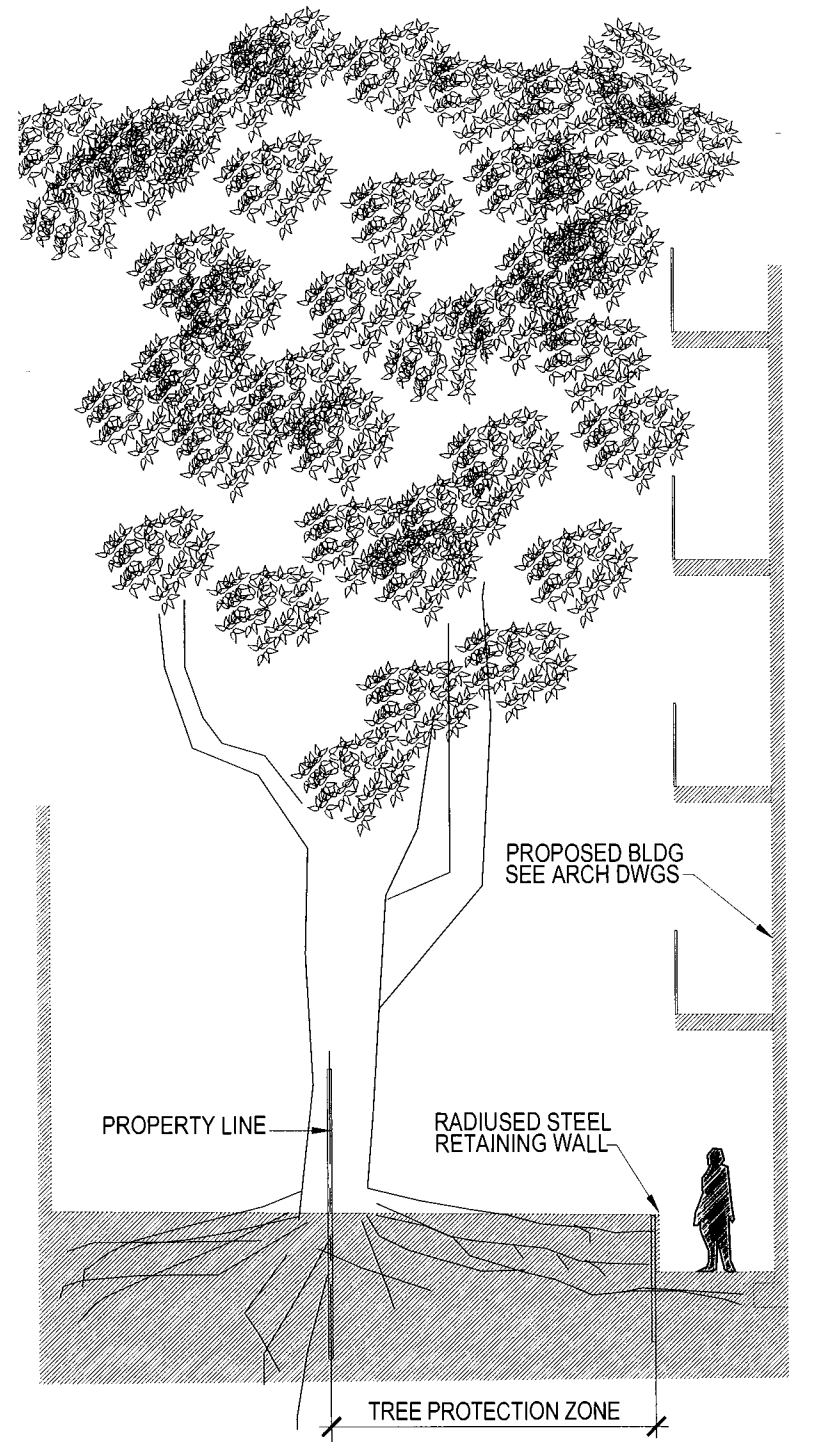 PROPOSED BLDG
SEE ARCH DWGS
PROPERTY LINE
RADIUSED STEEL
RETAINING WALL
TREE PROTECTION ZONE